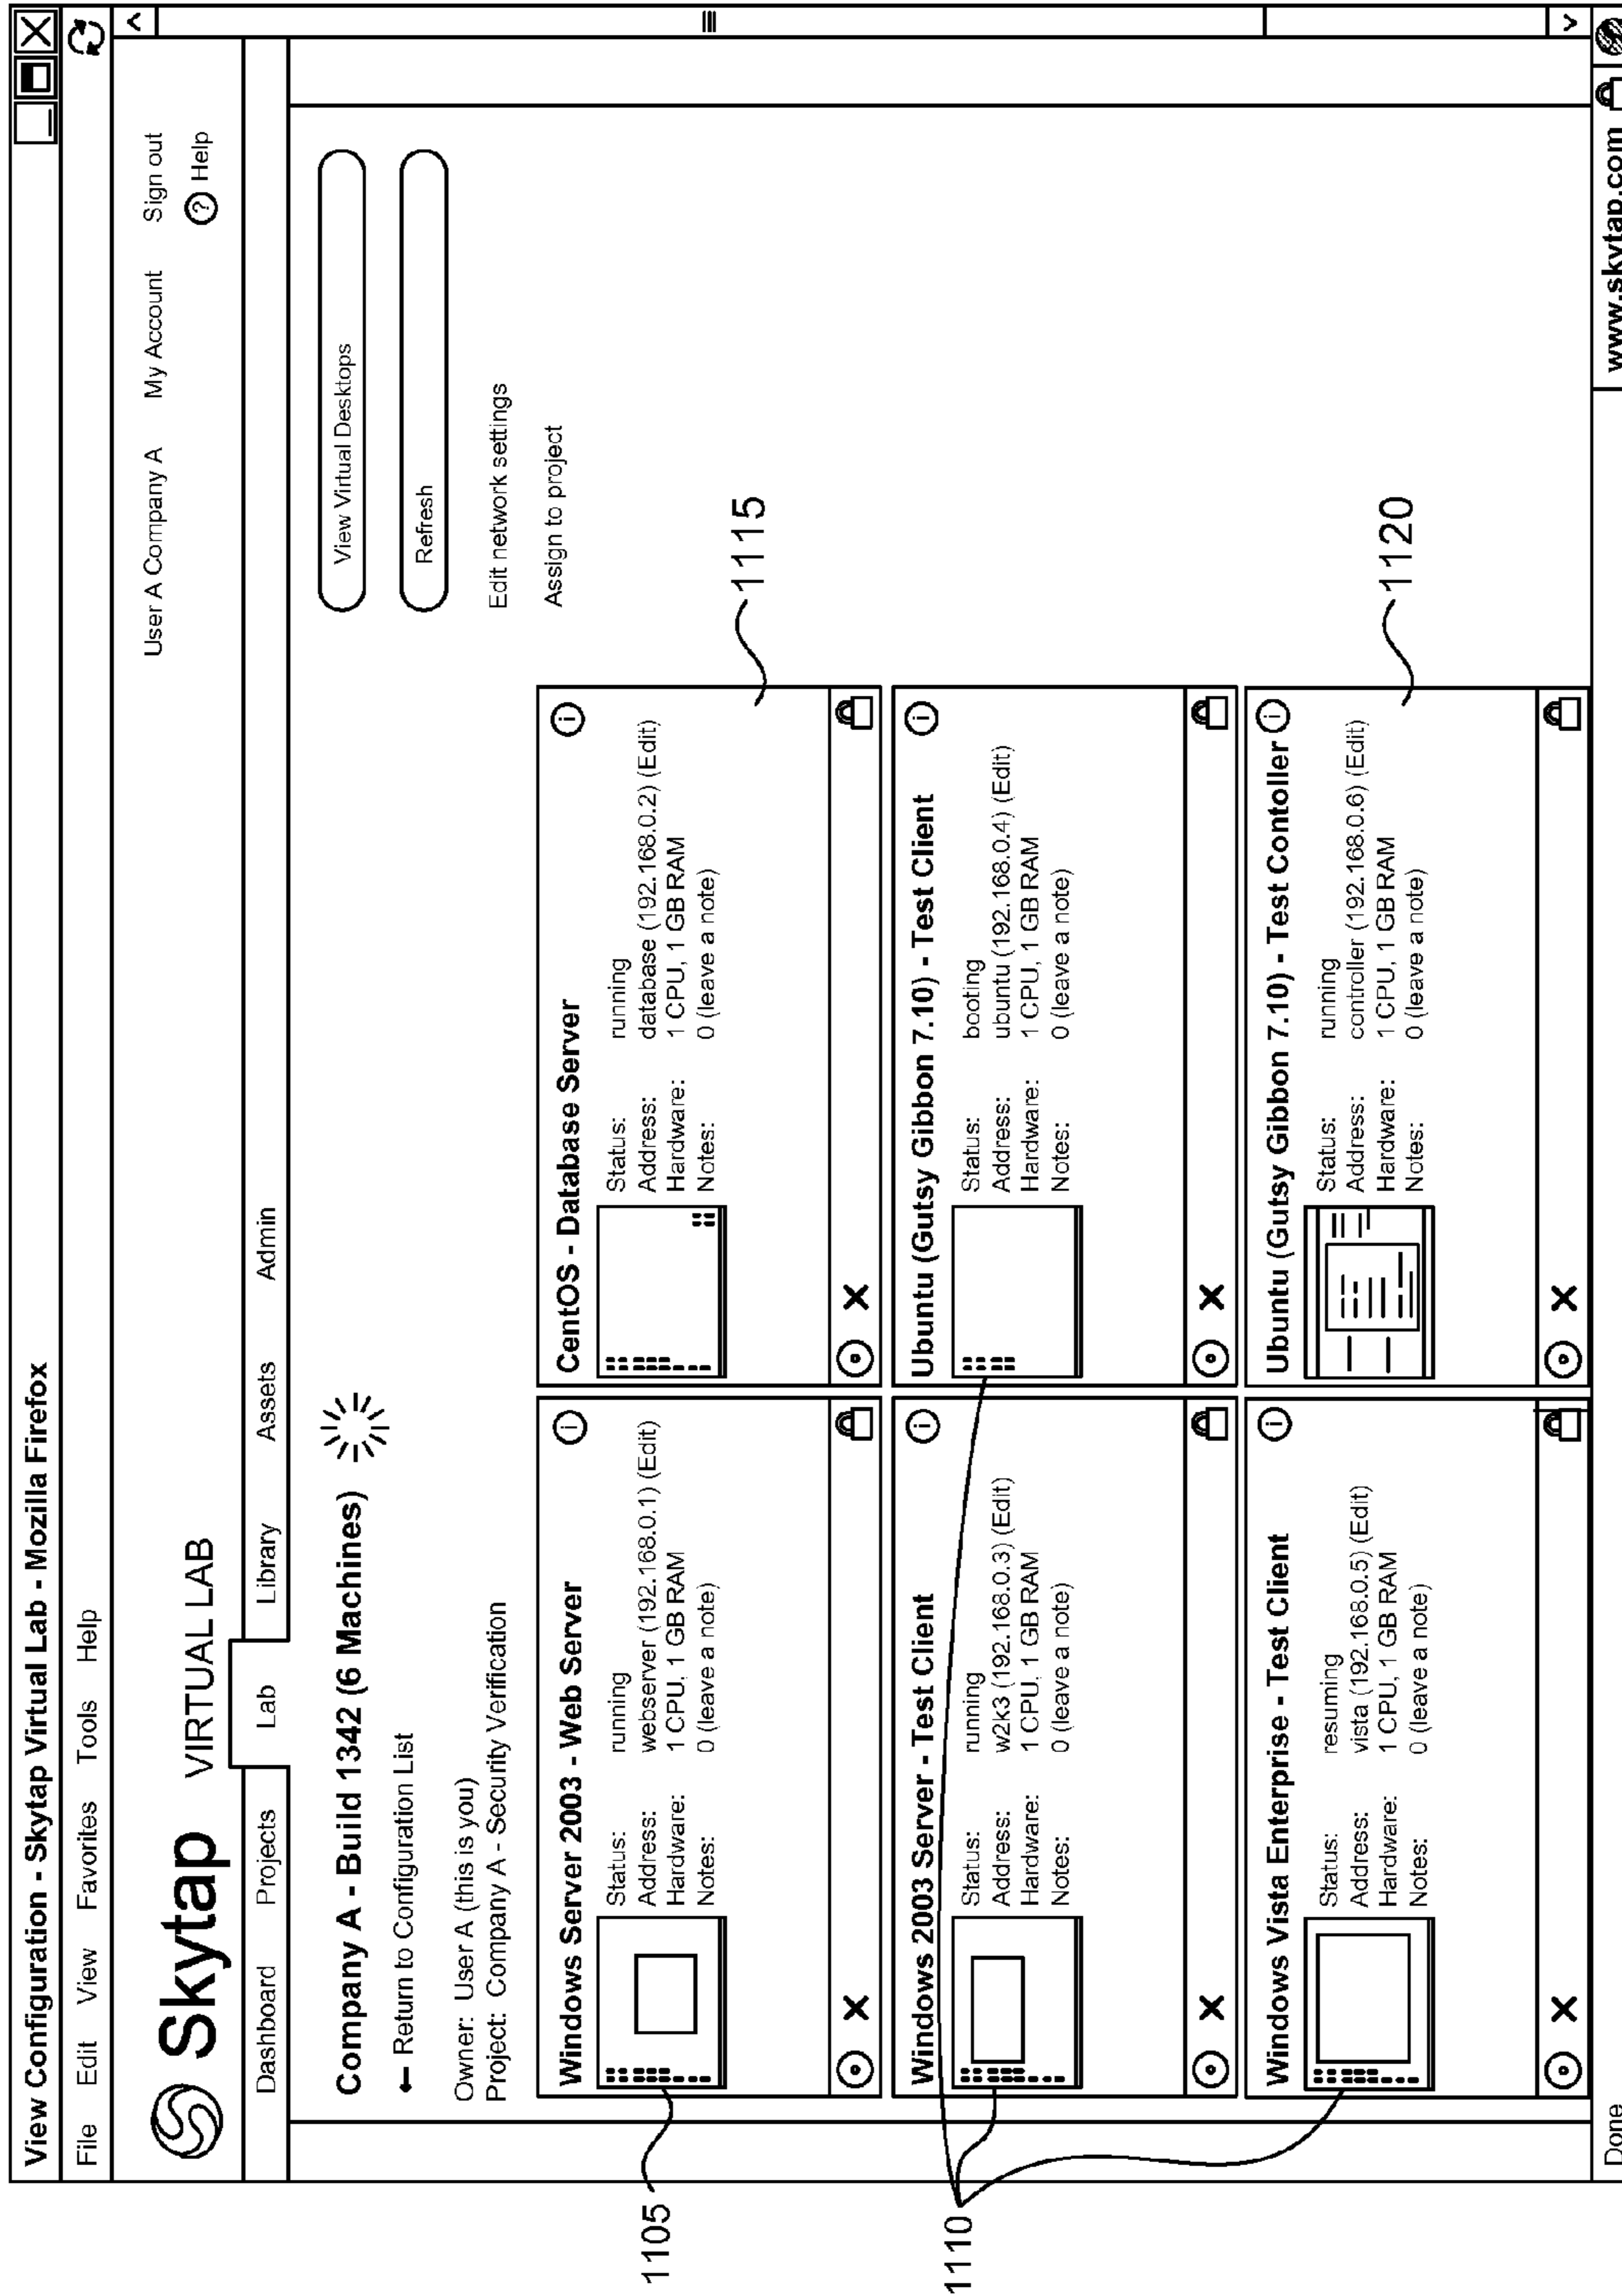 View Configuration - Skytap Virtual Lab - Mozilla Firefox
File Edit View Favorites Tools Help
Skytap VIRTUAL LAB
User A Company A My Account Sign out
? Help
Dashboard Projects Lab Library Assets Admin
Company A - Build 1342 (6 Machines)
← Return to Configuration List
Owner: User A (this is you)
Project: Company A - Security Verification
View Virtual Desktops
Refresh
Edit network settings
Assign to project
1105
Windows Server 2003 - Web Server i
Status: running
Address: webserver (192.168.0.1) (Edit)
Hardware: 1 CPU, 1 GB RAM
Notes: 0 (leave a note)
CentOS - Database Server i
Status: running
Address: database (192.168.0.2) (Edit)
Hardware: 1 CPU, 1 GB RAM
Notes: 0 (leave a note)
1115
1110
Windows 2003 Server - Test Client i
Status: running
Address: w2k3 (192.168.0.3) (Edit)
Hardware: 1 CPU, 1 GB RAM
Notes: 0 (leave a note)
Ubuntu (Gutsy Gibbon 7.10) - Test Client i
Status: booting
Address: ubuntu (192.168.0.4) (Edit)
Hardware: 1 CPU, 1 GB RAM
Notes: 0 (leave a note)
Windows Vista Enterprise - Test Client i
Status: resuming
Address: vista (192.168.0.5) (Edit)
Hardware: 1 CPU, 1 GB RAM
Notes: 0 (leave a note)
Ubuntu (Gutsy Gibbon 7.10) - Test Contoller i
Status: running
Address: controller (192.168.0.6) (Edit)
Hardware: 1 CPU, 1 GB RAM
Notes: 0 (leave a note)
1120
Done
www.skytap.com